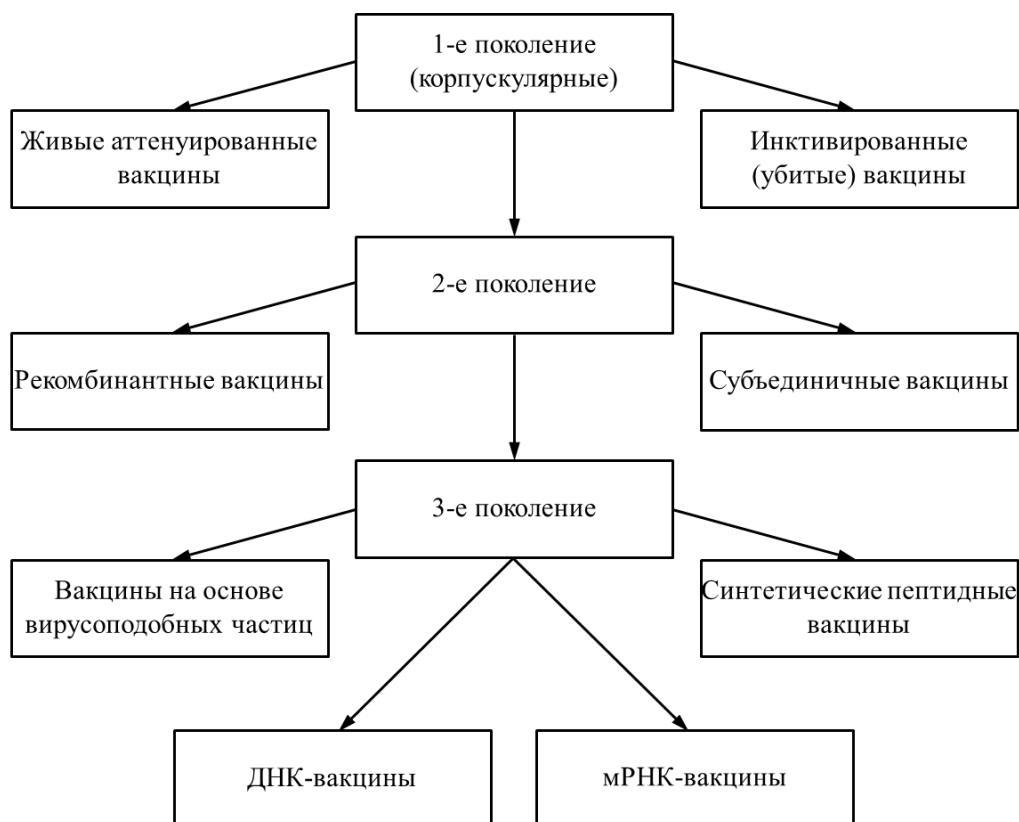 1-е поколение
(корпускулярные)
Живые аттенуированные
вакцины
Инктивированные
(убитые) вакцины
2-е поколение
Рекомбинантные вакцины
Субъединичные вакцины
3-е поколение
Вакцины на основе
вирусоподобных частиц
Синтетические пептидные
вакцины
ДНК-вакцины
мРНК-вакцины